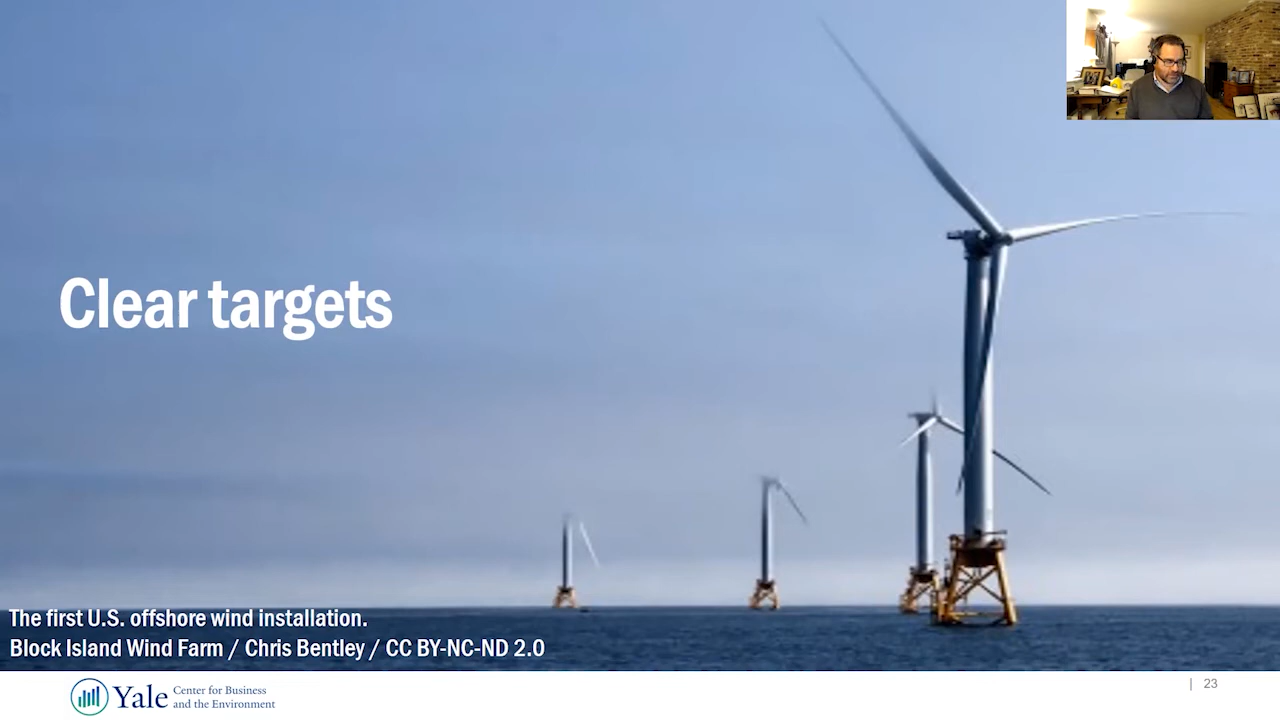 Clear targets
The first U.S. offshore wind installation.
Block Island Wind Farm / Chris Bentley / CC BY-NC-ND 2.0
Yale Center for Business
and the Environment
| 23